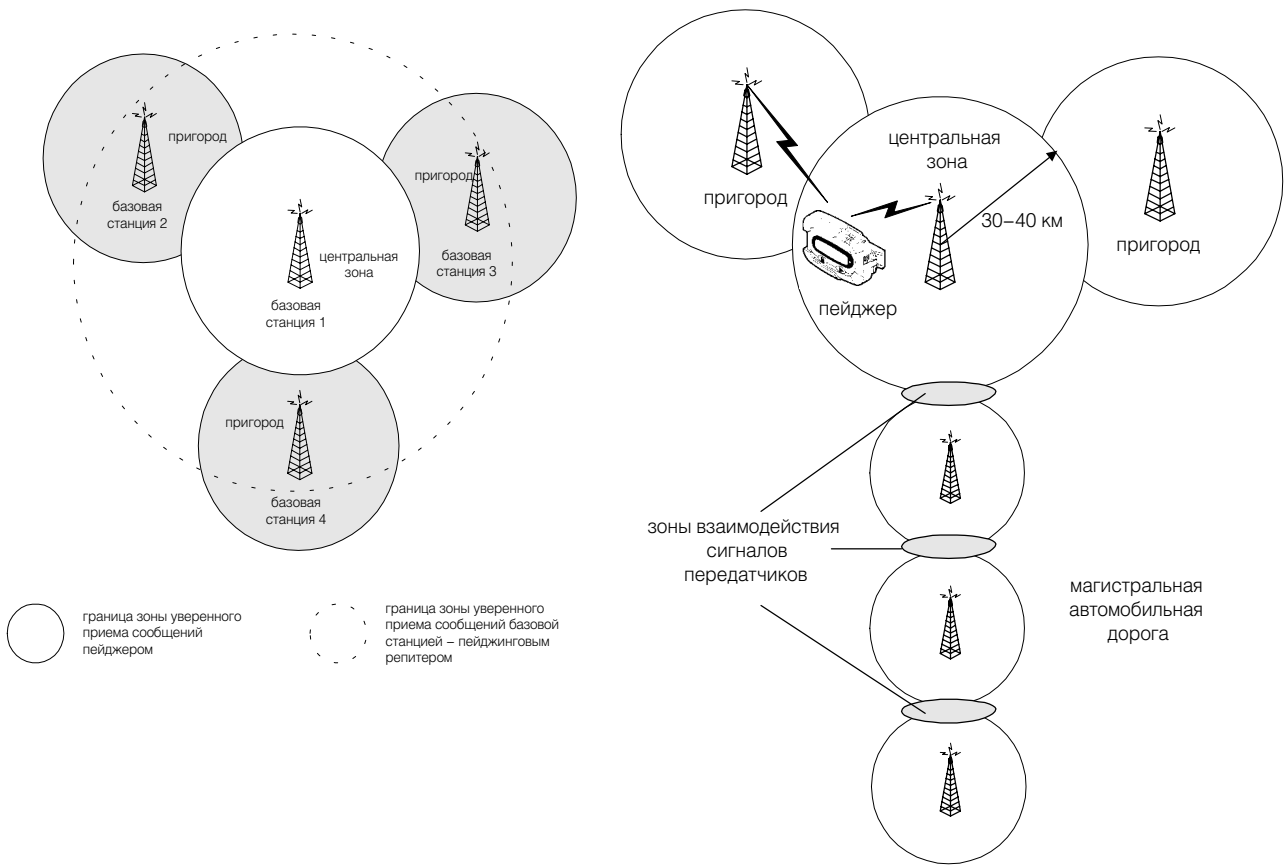 пригород
базовая
станция 2
пригород
базовая
станция 3
центральная
зона
базовая
станция 1
пригород
базовая
станция 4
граница зоны уверенного
приема сообщений
пейджером
граница зоны уверенного
приема сообщений базовой
станцией – пейджинговым
репитером
пригород
центральная
зона
30–40 км
пригород
пейджер
зоны взаимодействия
сигналов
передатчиков
магистральная
автомобильная
дорога